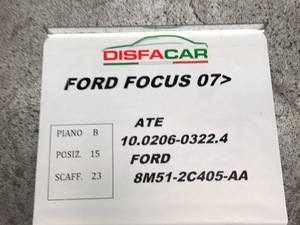 DISFACAR
FORD FOCUS 07>
ATE
10.0206-0322.4
FORD
8M51-2C405-AA
PIANO B
POSIZ. 15
SCAFF. 23